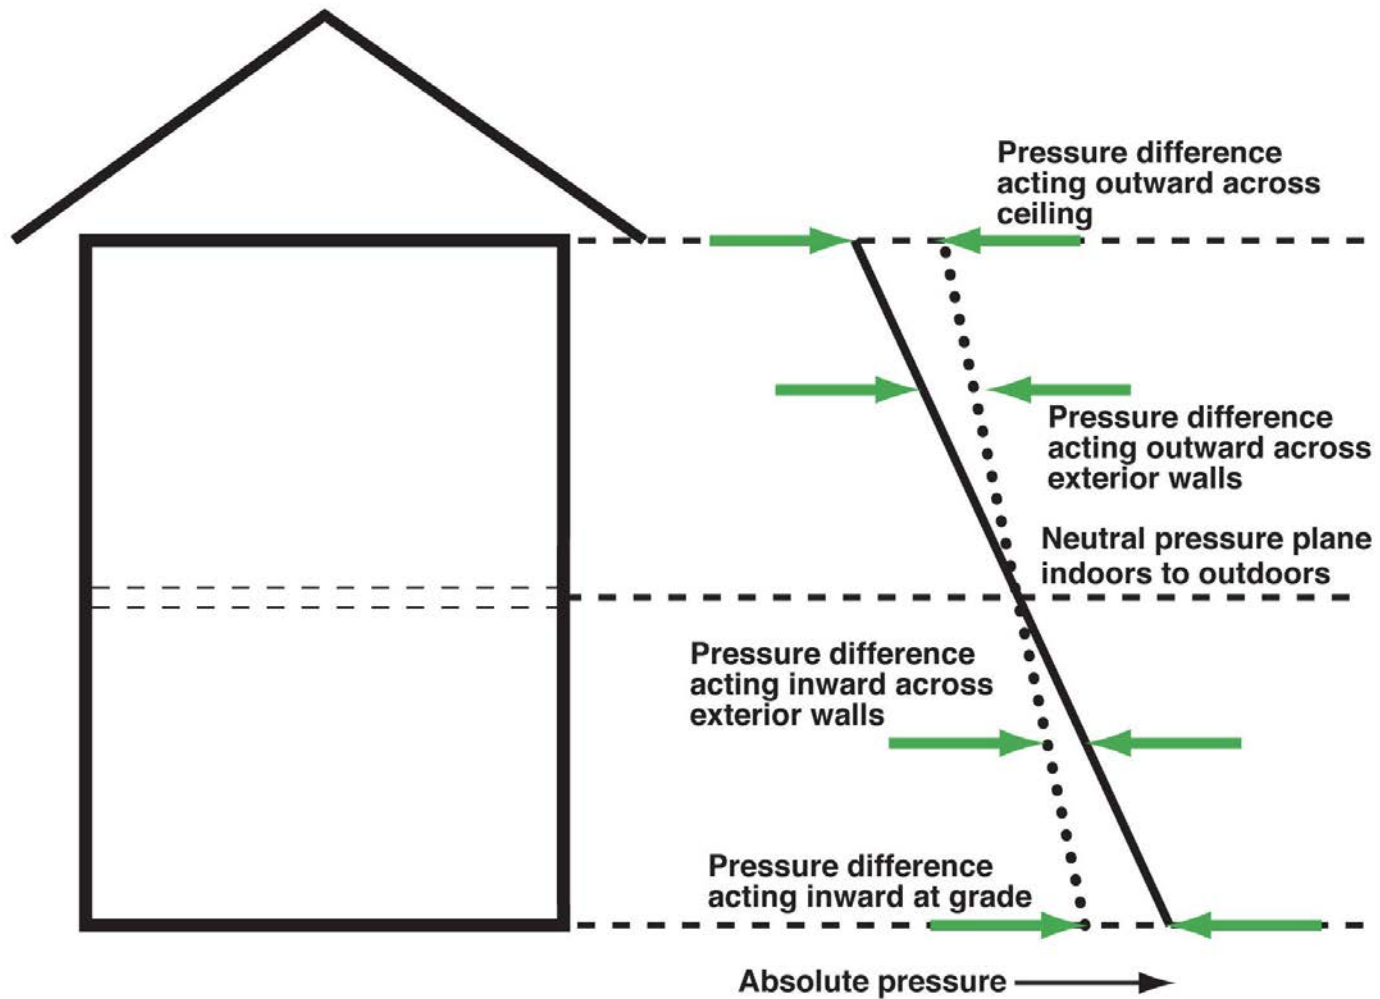 Pressure difference
acting outward across
ceiling
Pressure difference
acting outward across
exterior walls
Neutral pressure plane
indoors to outdoors
Pressure difference
acting inward across
exterior walls
Pressure difference
acting inward at grade
Absolute pressure